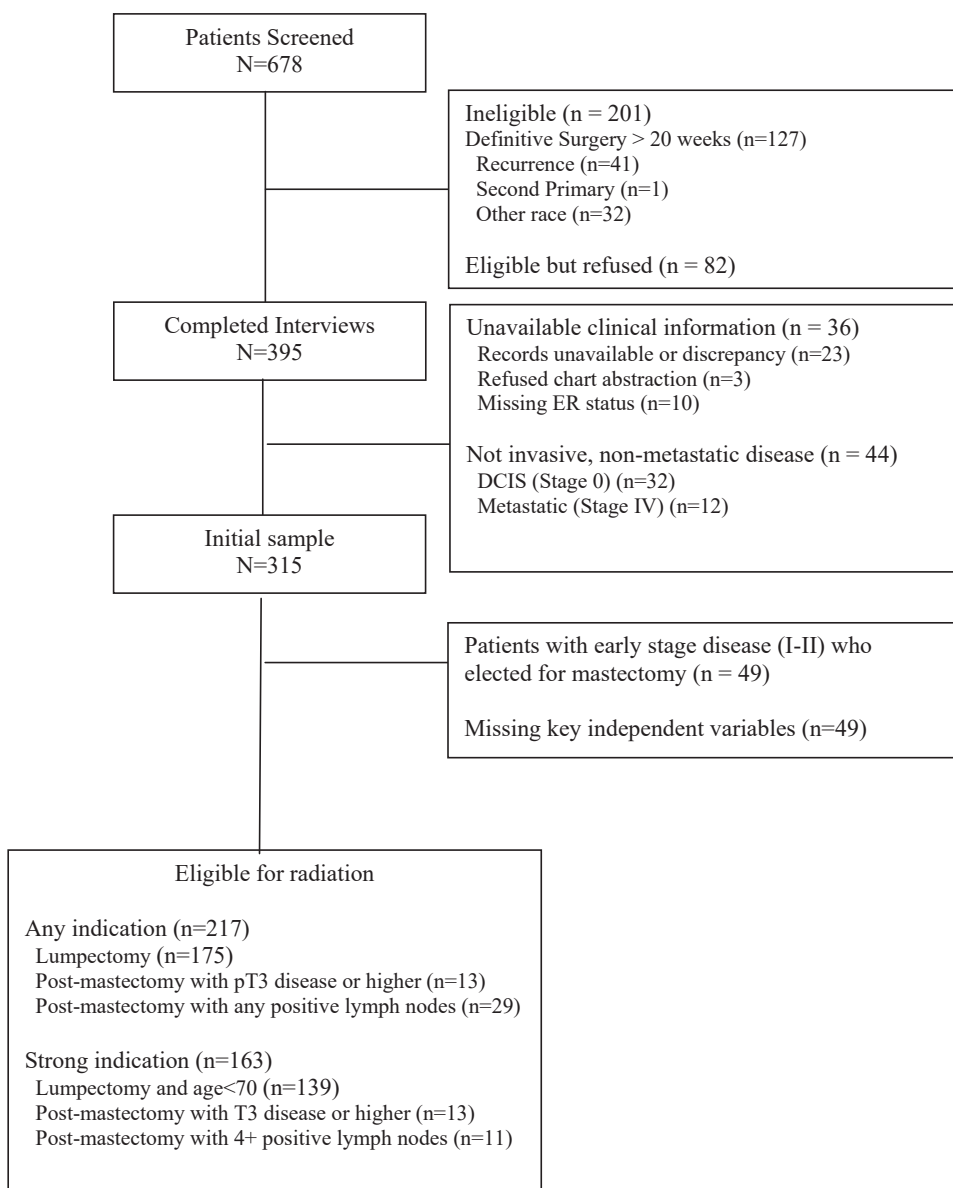 Patients Screened
N=678
Ineligible (n = 201)
Definitive Surgery > 20 weeks (n=127)
Recurrence (n=41)
Second Primary (n=1)
Other race (n=32)
Eligible but refused (n = 82)
Completed Interviews
N=395
Unavailable clinical information (n = 36)
Records unavailable or discrepancy (n=23)
Refused chart abstraction (n=3)
Missing ER status (n=10)
Not invasive, non-metastatic disease (n = 44)
DCIS (Stage 0) (n=32)
Metastatic (Stage IV) (n=12)
Initial sample
N=315
Patients with early stage disease (I-II) who
elected for mastectomy (n = 49)
Missing key independent variables (n=49)
Eligible for radiation
Any indication (n=217)
Lumpectomy (n=175)
Post-mastectomy with pT3 disease or higher (n=13)
Post-mastectomy with any positive lymph nodes (n=29)
Strong indication (n=163)
Lumpectomy and age<70 (n=139)
Post-mastectomy with T3 disease or higher (n=13)
Post-mastectomy with 4+ positive lymph nodes (n=11)